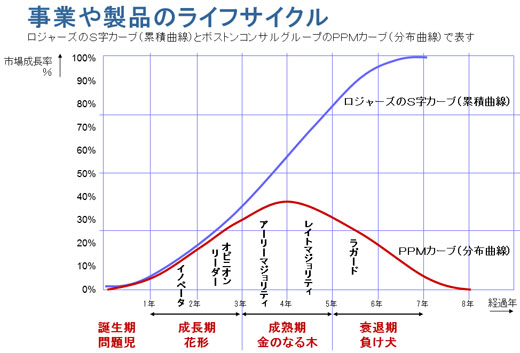 事業や製品のライフサイクル
ロジャーズのS字カーブ(累積曲線)とボストンコンサルグループのPPMカーブ(分布曲線)で表す
市場成長率
%
100%
90%
80%
70%
60%
50%
40%
30%
20%
10%
0%
ロジャーズのS字カーブ(累積曲線)
PPMカーブ(分布曲線)
イノベータ
オピニオン
リーダー
アーリーマジョリティ
レイトマジョリティ
ラガード
1年 2年 3年 4年 5年 6年 7年 8年 経過年
誕生期 成長期 成熟期 衰退期
問題児 花形 金のなる木 負け犬